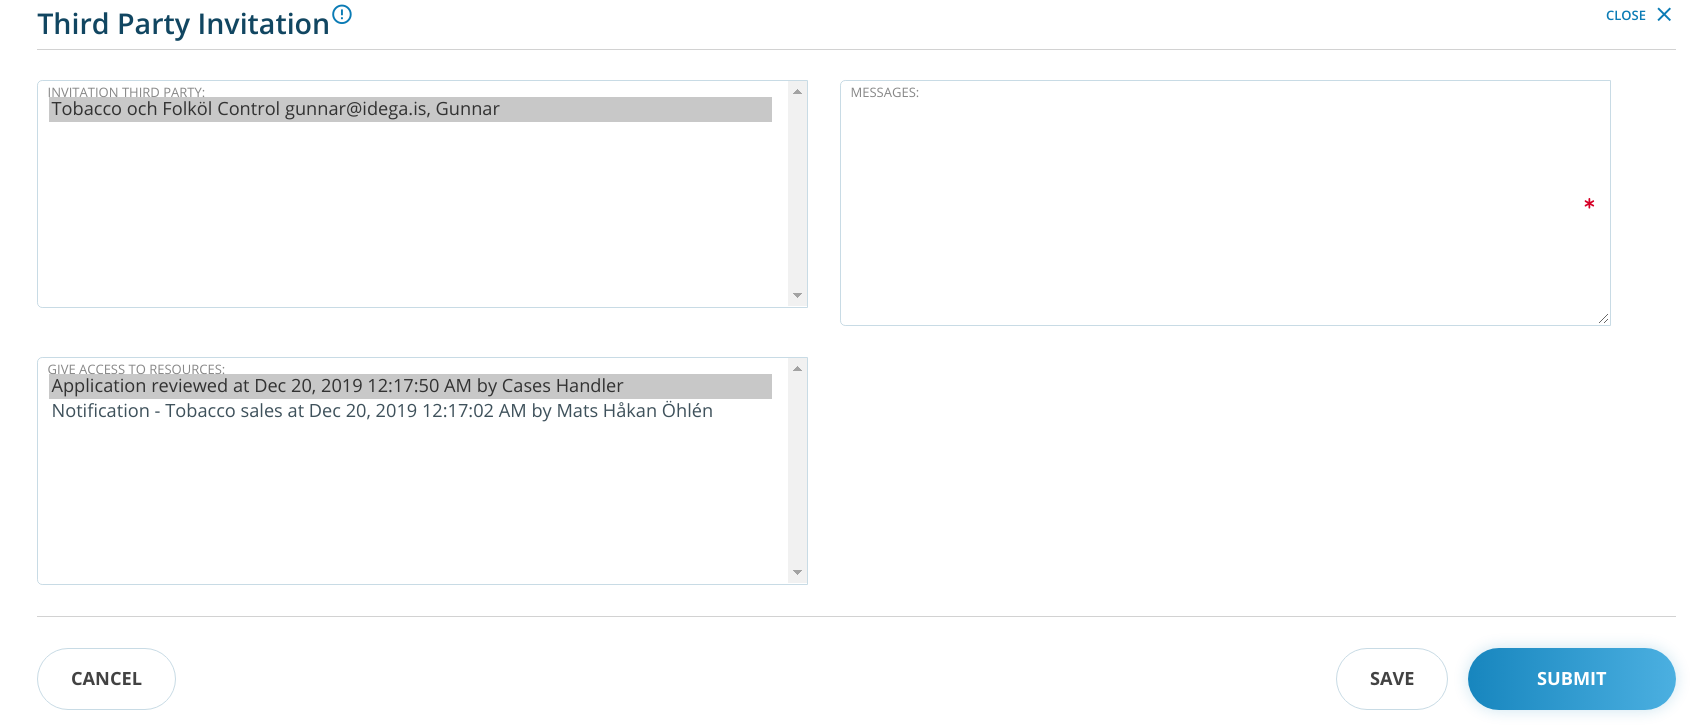 Third Party Invitation
CLOSE
INVITATION THIRD PARTY:
Tobacco och Folköl Control gunnar@idega.is, Gunnar
MESSAGES:
*
GIVE ACCESS TO RESOURCES:
Application reviewed at Dec 20, 2019 12:17:50 AM by Cases Handler
Notification - Tobacco sales at Dec 20, 2019 12:17:02 AM by Mats Håkan Öhlén
CANCEL
SAVE
SUBMIT